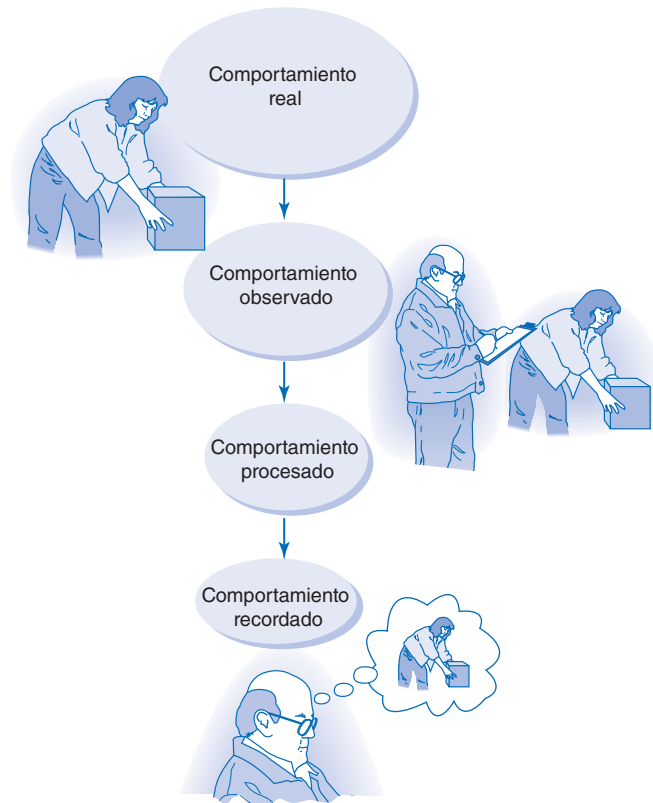 Comportamiento
real
Comportamiento
observado
Comportamiento
procesado
Comportamiento
recordado